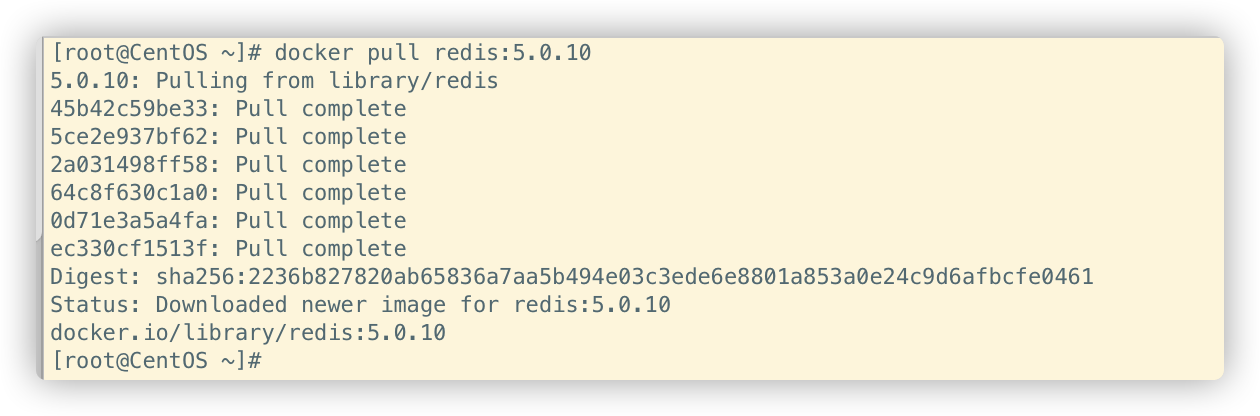 [root@CentOS ~]# docker pull redis:5.0.10
5.0.10: Pulling from library/redis
45b42c59be33: Pull complete
5ce2e937bf62: Pull complete
2a031498ff58: Pull complete
64c8f630c1a0: Pull complete
0d71e3a5a4fa: Pull complete
ec330cf1513f: Pull complete
Digest: sha256:2236b827820ab65836a7aa5b494e03c3ede6e8801a853a0e24c9d6afbcfe0461
Status: Downloaded newer image for redis:5.0.10
docker.io/library/redis:5.0.10
[root@CentOS ~]#